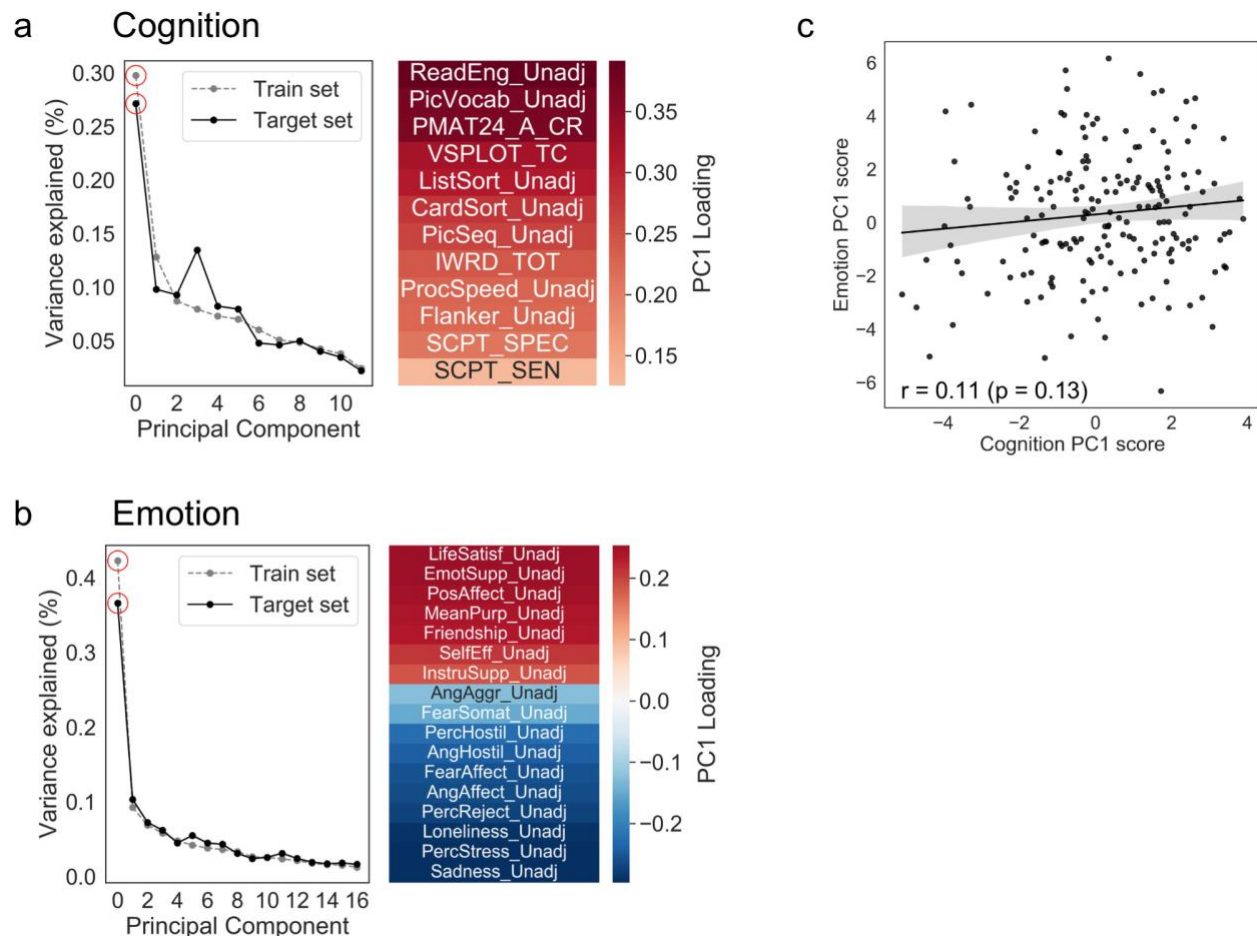 a
Cognition
Variance explained (%)
0.30
0.25
0.20
0.15
0.10
0.05
Train set
Target set
0 2 4 6 8 10
Principal Component
ReadEng_Unadj
PicVocab_Unadj
PMAT24_A_CR
VSPLOT_TC
ListSort_Unadj
CardSort_Unadj
PicSeq_Unadj
IWRD_TOT
ProcSpeed_Unadj
Flanker_Unadj
SCPT_SPEC
SCPT_SEN
0.35
0.30
0.25
0.20
0.15
PC1 Loading
c
Emotion PC1 score
6
4
2
0
−2
−4
−6
r = 0.11 (p = 0.13)
−4 −2 0 2 4
Cognition PC1 score
b
Emotion
Variance explained (%)
0.4
0.3
0.2
0.1
0.0
Train set
Target set
0 2 4 6 8 10 12 14 16
Principal Component
LifeSatisf_Unadj
EmotSupp_Unadj
PosAffect_Unadj
MeanPurp_Unadj
Friendship_Unadj
SelfEff_Unadj
InstruSupp_Unadj
AngAggr_Unadj
FearSomat_Unadj
PercHostil_Unadj
AngHostil_Unadj
FearAffect_Unadj
AngAffect_Unadj
PercReject_Unadj
Loneliness_Unadj
PercStress_Unadj
Sadness_Unadj
0.2
0.1
0.0
−0.1
−0.2
PC1 Loading